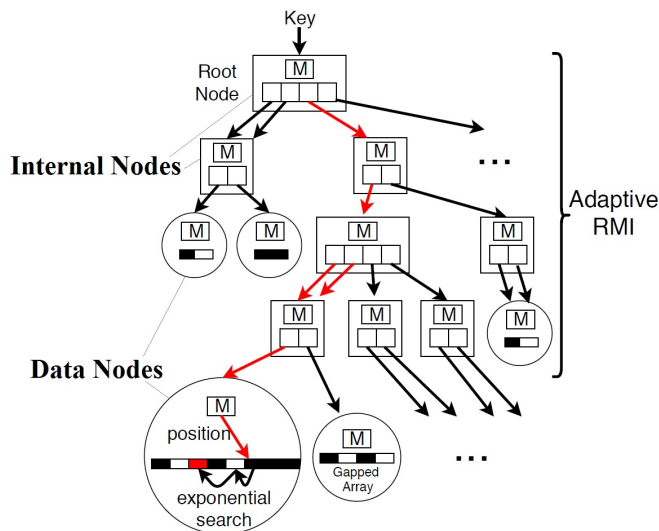 Key
M
Root
Node
Internal Nodes
M
M
...
Adaptive
RMI
M
M
M
M
M
M
M
M
Data Nodes
M
position
M
Gapped
Array
...
exponential
search